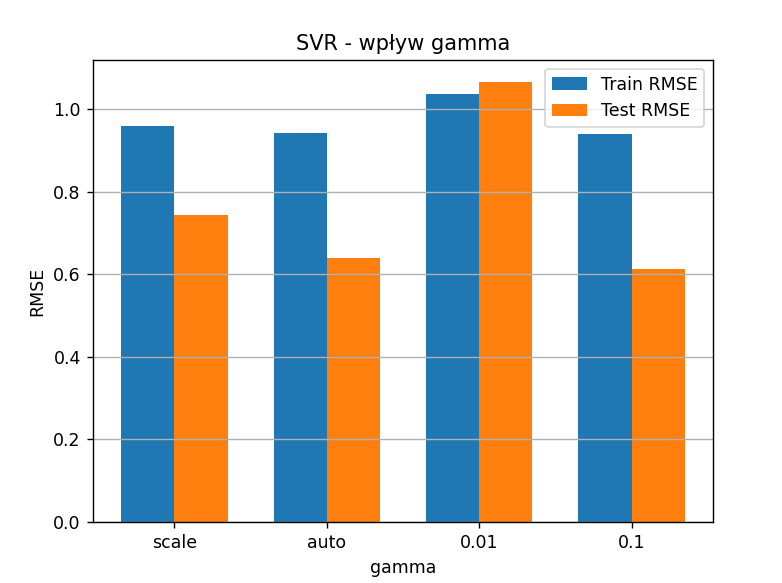 SVR - wpływ gamma
Train RMSE
Test RMSE
1.0
0.8
0.6
0.4
0.2
0.0
RMSE
scale auto 0.01 0.1
gamma